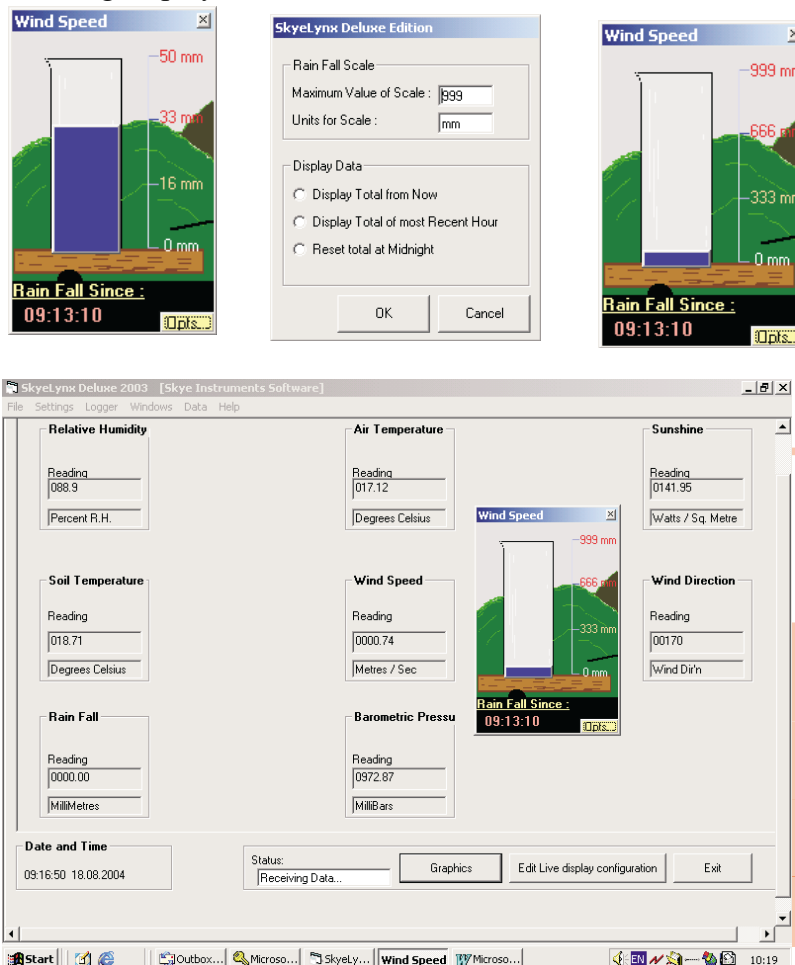 Wind Speed
50 mm
33 mm
16 mm
0 mm
Rain Fall Since :
09:13:10
Opts...
SkyeLynx Deluxe Edition
Rain Fall Scale
Maximum Value of Scale : 999
Units for Scale : mm
Display Data
Display Total from Now
Display Total of most Recent Hour
Reset total at Midnight
OK Cancel
Wind Speed
999 mm
666 mm
333 mm
0 mm
Rain Fall Since :
09:13:10
Opts...
SkyeLynx Deluxe 2003 [Skye Instruments Software]
File Settings Logger Windows Data Help
Relative Humidity
Reading
088.9
Percent R.H.
Air Temperature
Reading
017.12
Degrees Celsius
Sunshine
Reading
0141.95
Watts / Sq. Metre
Soil Temperature
Reading
018.71
Degrees Celsius
Wind Speed
Reading
0000.74
Metres / Sec
Wind Speed
999 mm
666 mm
333 mm
0 mm
Rain Fall Since :
09:13:10
Opts...
Wind Direction
Reading
00170
Wind Dir'n
Rain Fall
Reading
0000.00
MilliMetres
Barometric Pressu
Reading
0972.87
MilliBars
Date and Time
09:16:50 18.08.2004
Status:
Receiving Data...
Graphics
Edit Live display configuration
Exit
Start Outbox... Microso... SkyeLy... Wind Speed Microso... EN 10:19